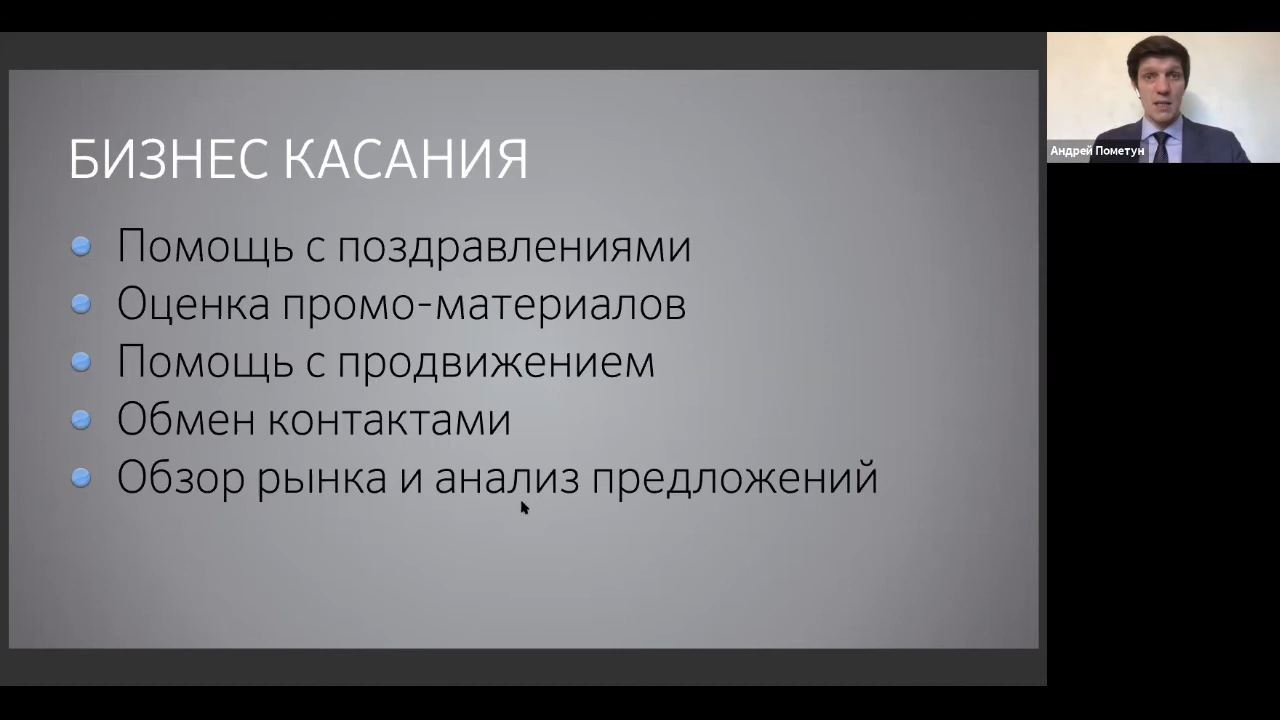 БИЗНЕС КАСАНИЯ
Помощь с поздравлениями
Оценка промо-материалов
Помощь с продвижением
Обмен контактами
Обзор рынка и анализ предложений
Андрей Пометун